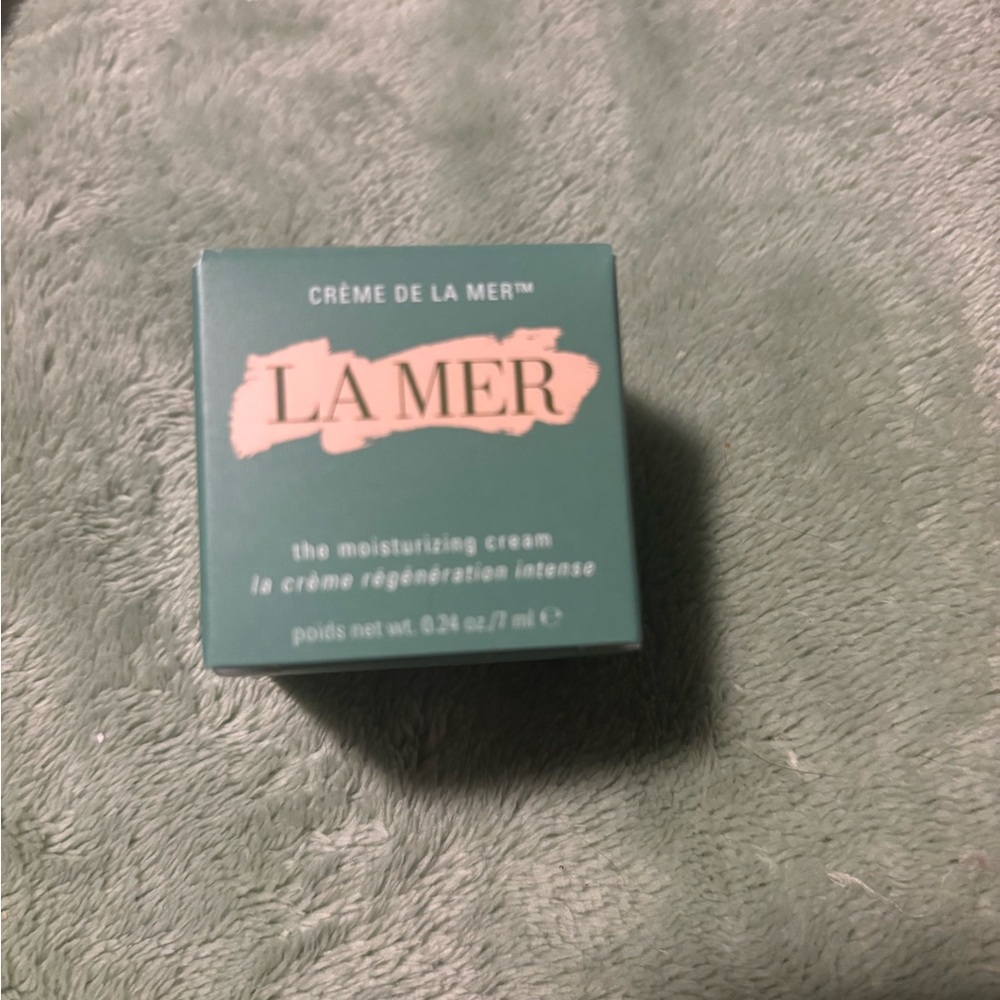 CRÈME DE LA MER™
LA MER
the moisturizing cream
la crème régénération intense
poids net wt. 0.24 oz./7 ml ℮